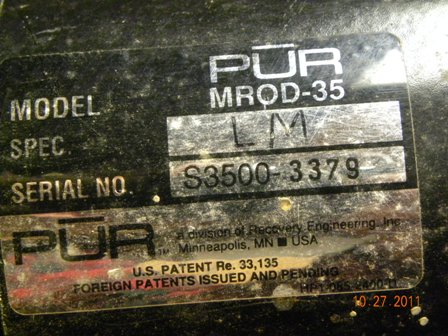 PŪR
MODEL MROD-35
SPEC. LM
SERIAL NO. S3500-3379
PŪR™ a division of Recovery Engineering, Inc.
Minneapolis, MN ■ USA
U.S. PATENT Re. 33,135
FOREIGN PATENTS ISSUED AND PENDING
10.27.2011